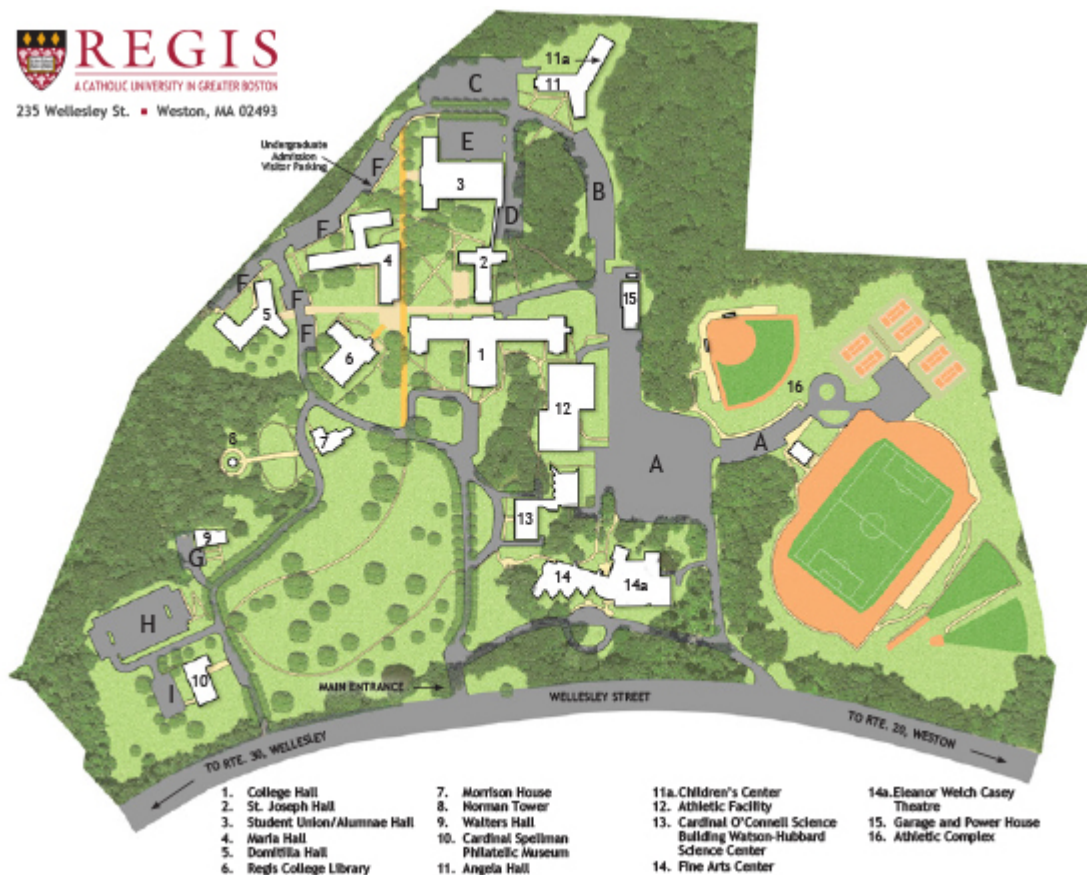 REGIS
A CATHOLIC UNIVERSITY IN GREATER BOSTON
235 Wellesley St. ▪ Weston, MA 02493
Undergraduate
Admission
Visitor Parking
11a
11
C
E
F
3
B
D
F
4
2
F
5
F
15
F
6
1
16
12
A
7
8
A
13
9
G
14
14a
H
10
I
MAIN ENTRANCE
WELLESLEY STREET
TO RTE. 30, WELLESLEY
TO RTE. 20, WESTON
1. College Hall
2. St. Joseph Hall
3. Student Union/Alumnae Hall
4. Maria Hall
5. Domitilla Hall
6. Regis College Library
7. Morrison House
8. Norman Tower
9. Walters Hall
10. Cardinal Spellman
Philatelic Museum
11. Angela Hall
11a. Children's Center
12. Athletic Facility
13. Cardinal O'Connell Science
Building Watson-Hubbard
Science Center
14. Fine Arts Center
14a. Eleanor Welch Casey
Theatre
15. Garage and Power House
16. Athletic Complex